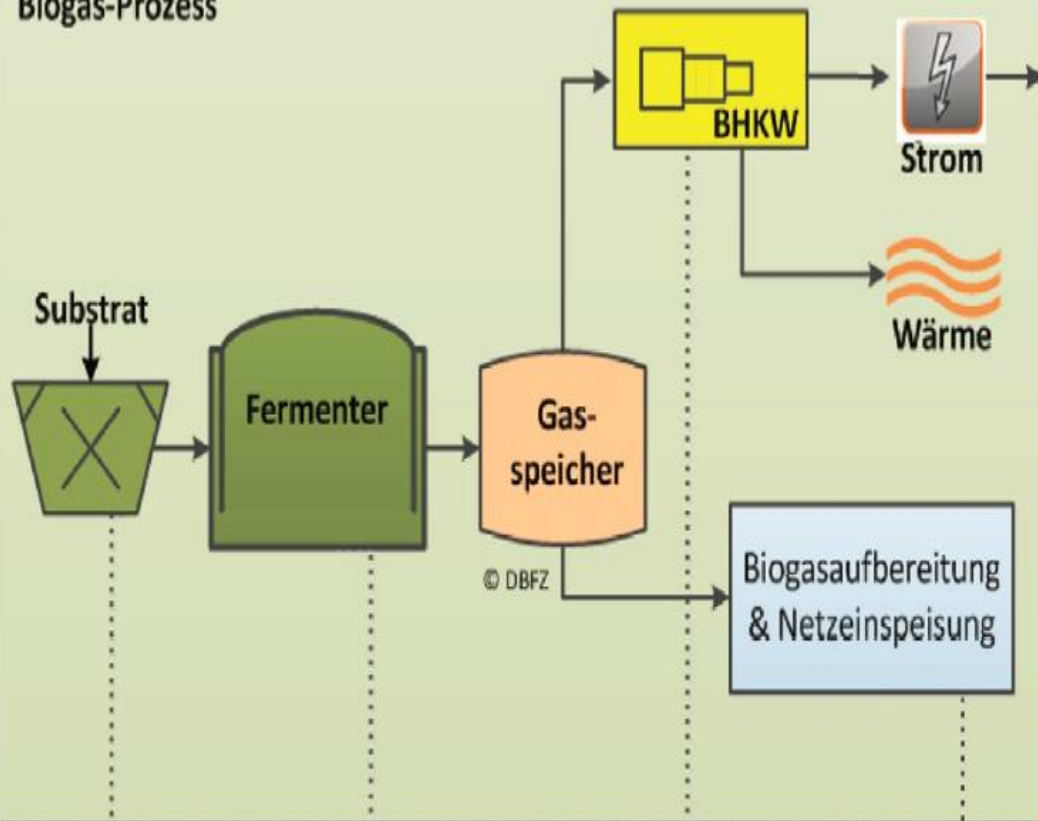 Biogas-Prozess
BHKW
Strom
Wärme
Substrat
Fermenter
Gas-
speicher
© DBFZ
Biogasaufbereitung
& Netzeinspeisung